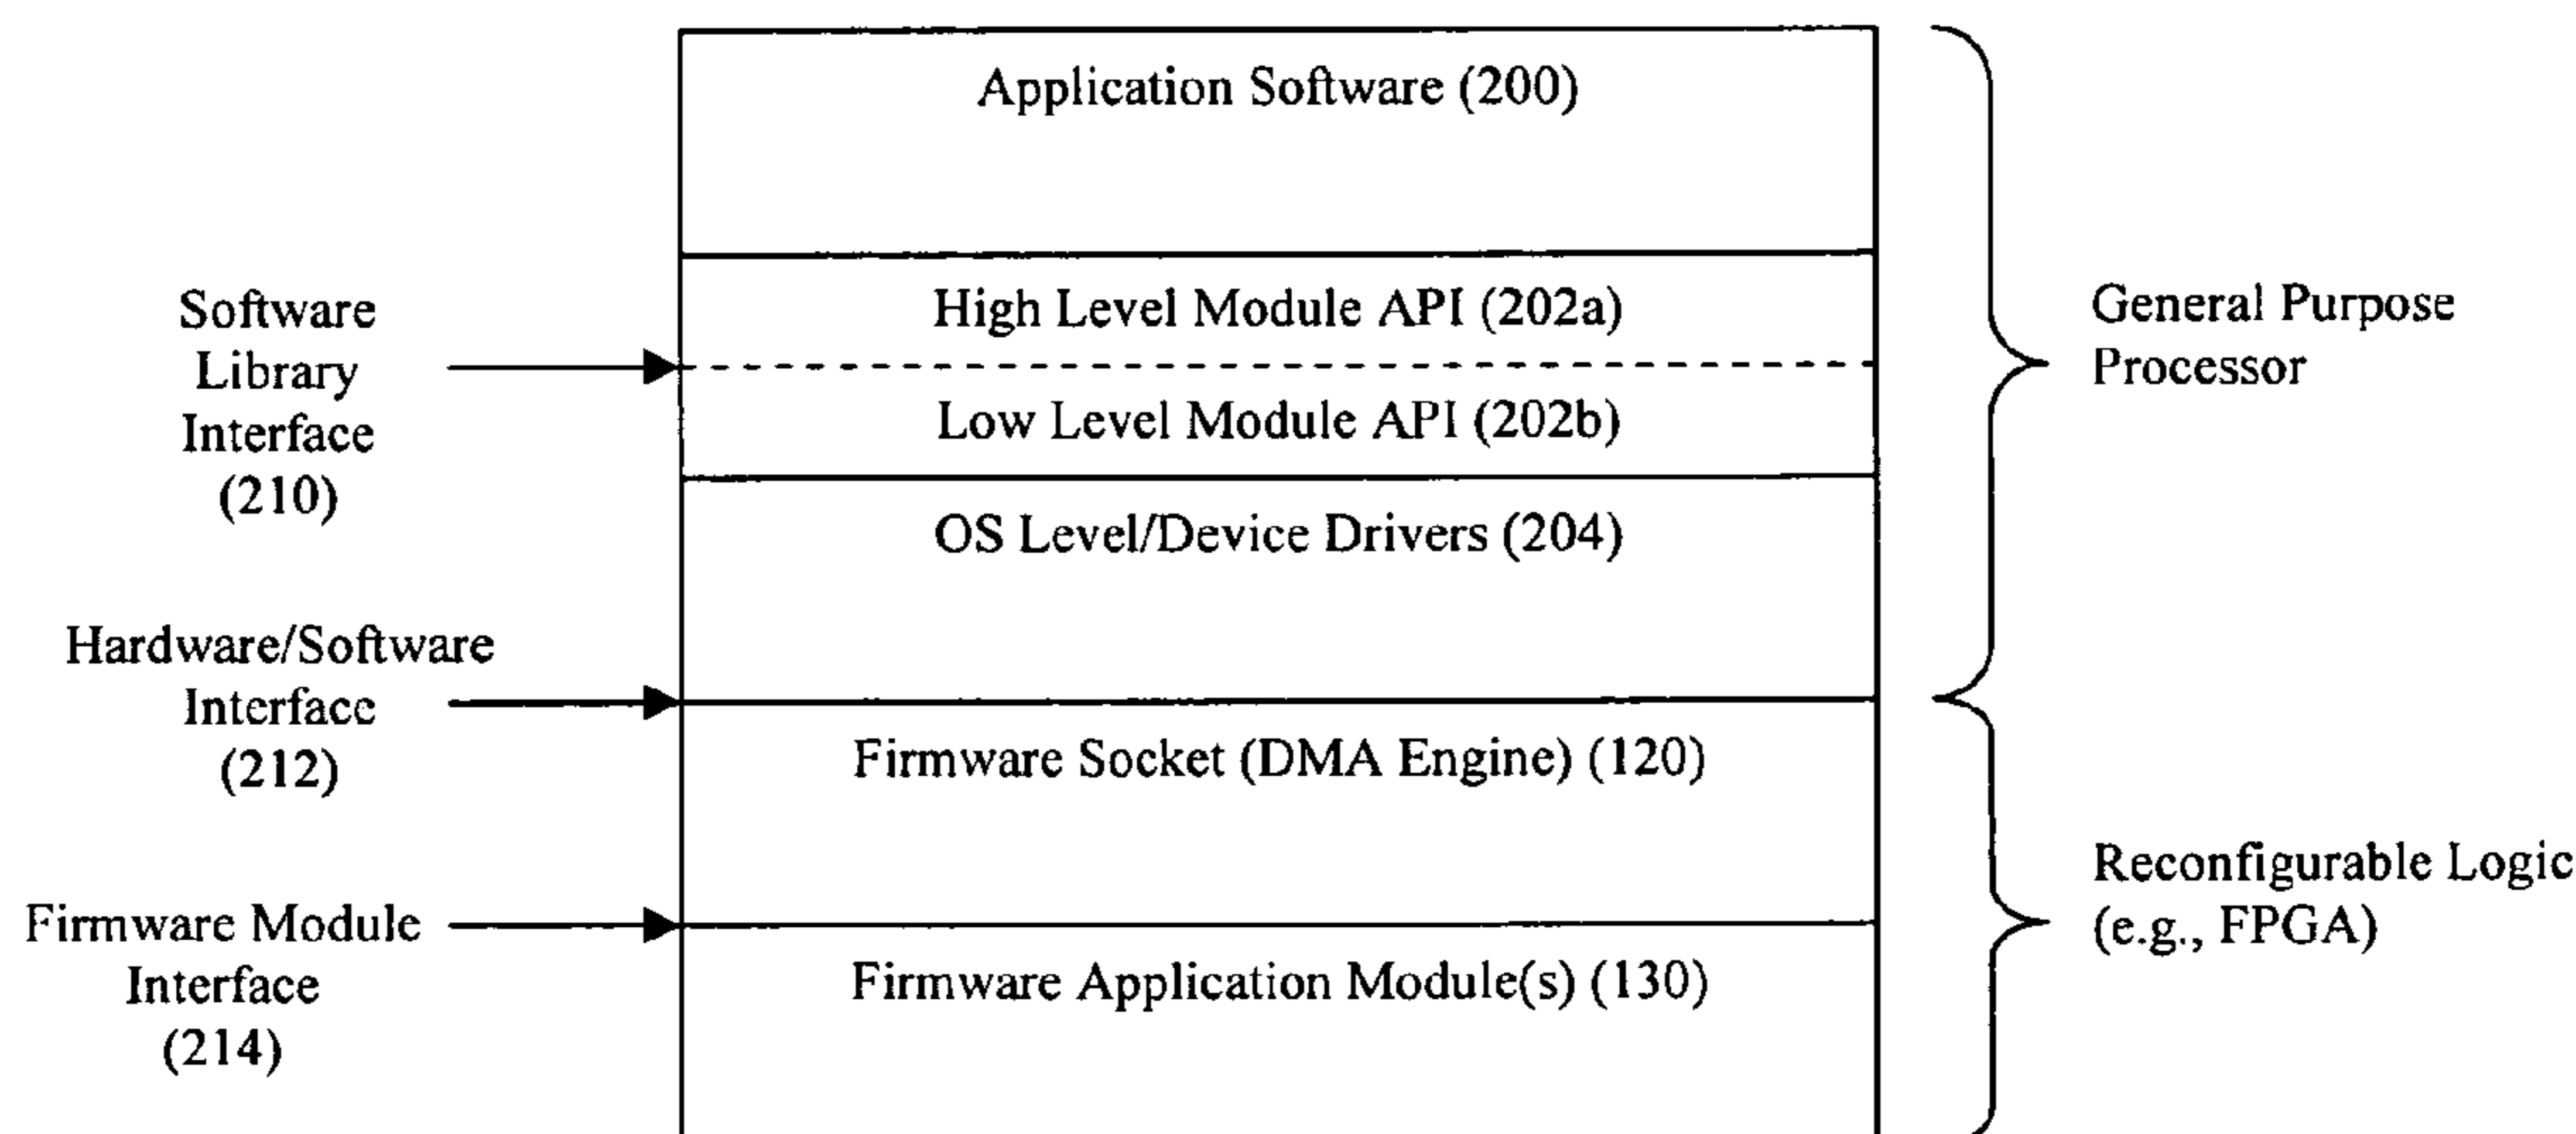 Application Software (200)
Software
Library
Interface
(210)
High Level Module API (202a)
Low Level Module API (202b)
General Purpose
Processor
OS Level/Device Drivers (204)
Hardware/Software
Interface
(212)
Firmware Socket (DMA Engine) (120)
Reconfigurable Logic
(e.g., FPGA)
Firmware Module
Interface
(214)
Firmware Application Module(s) (130)